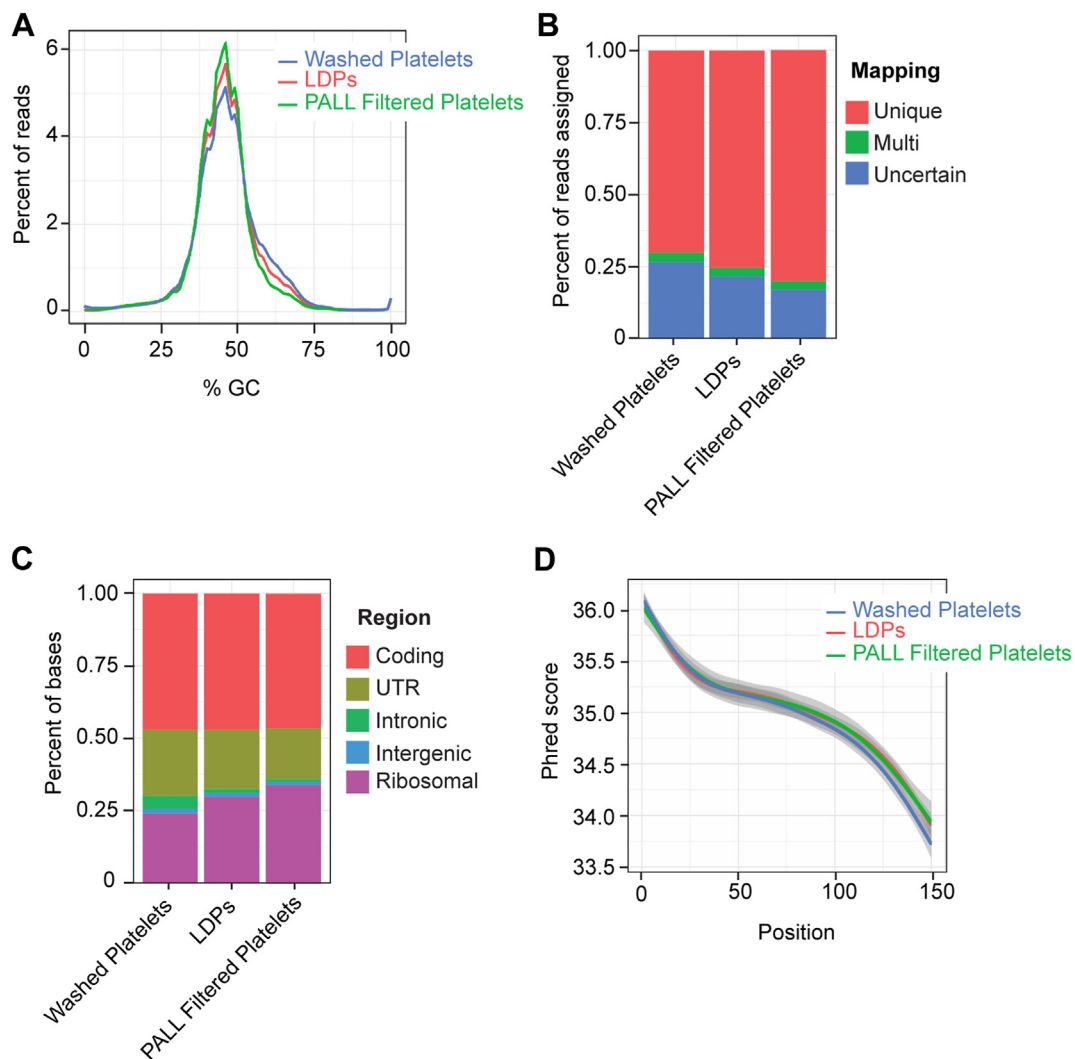 A
Percent of reads
6
4
2
0
0 25 50 75 100
% GC
Washed Platelets
LDPs
PALL Filtered Platelets
B
Percent of reads assigned
1.00
0.75
0.50
0.25
0
Washed Platelets
LDPs
PALL Filtered Platelets
Mapping
Unique
Multi
Uncertain
C
Percent of bases
1.00
0.75
0.50
0.25
0
Washed Platelets
LDPs
PALL Filtered Platelets
Region
Coding
UTR
Intronic
Intergenic
Ribosomal
D
Phred score
36.0
35.5
35.0
34.5
34.0
33.5
0 50 100 150
Position
Washed Platelets
LDPs
PALL Filtered Platelets